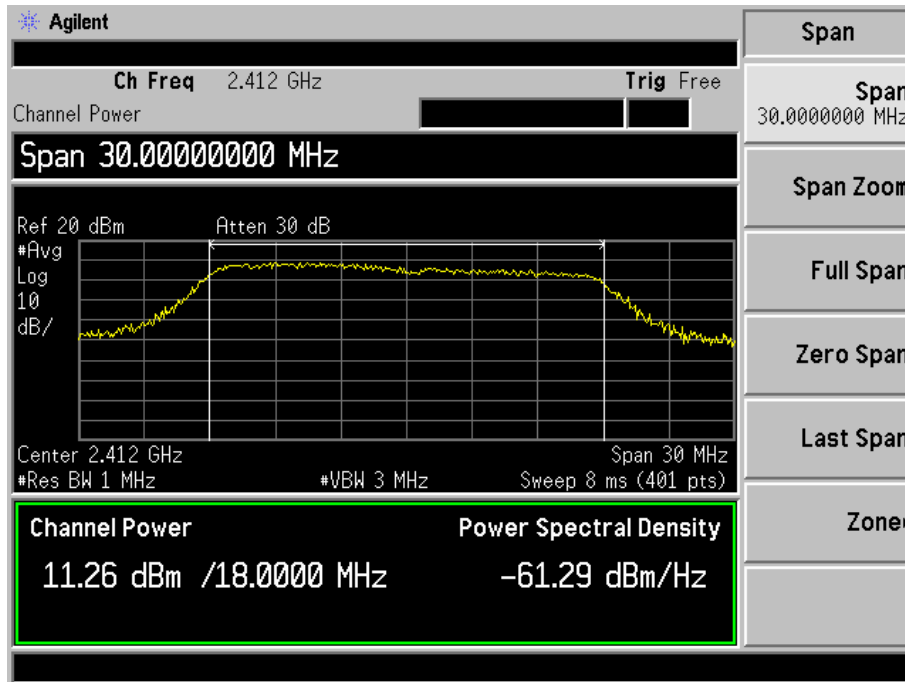 Agilent
Span
Ch Freq 2.412 GHz Trig Free
Channel Power
Span
30.0000000 MHz
Span 30.00000000 MHz
Span Zoom
Ref 20 dBm Atten 30 dB
#Avg
Log
10
dB/
Full Span
Zero Span
Last Span
Center 2.412 GHz Span 30 MHz
#Res BW 1 MHz #VBW 3 MHz Sweep 8 ms (401 pts)
Channel Power Power Spectral Density
Zone
11.26 dBm /18.0000 MHz -61.29 dBm/Hz